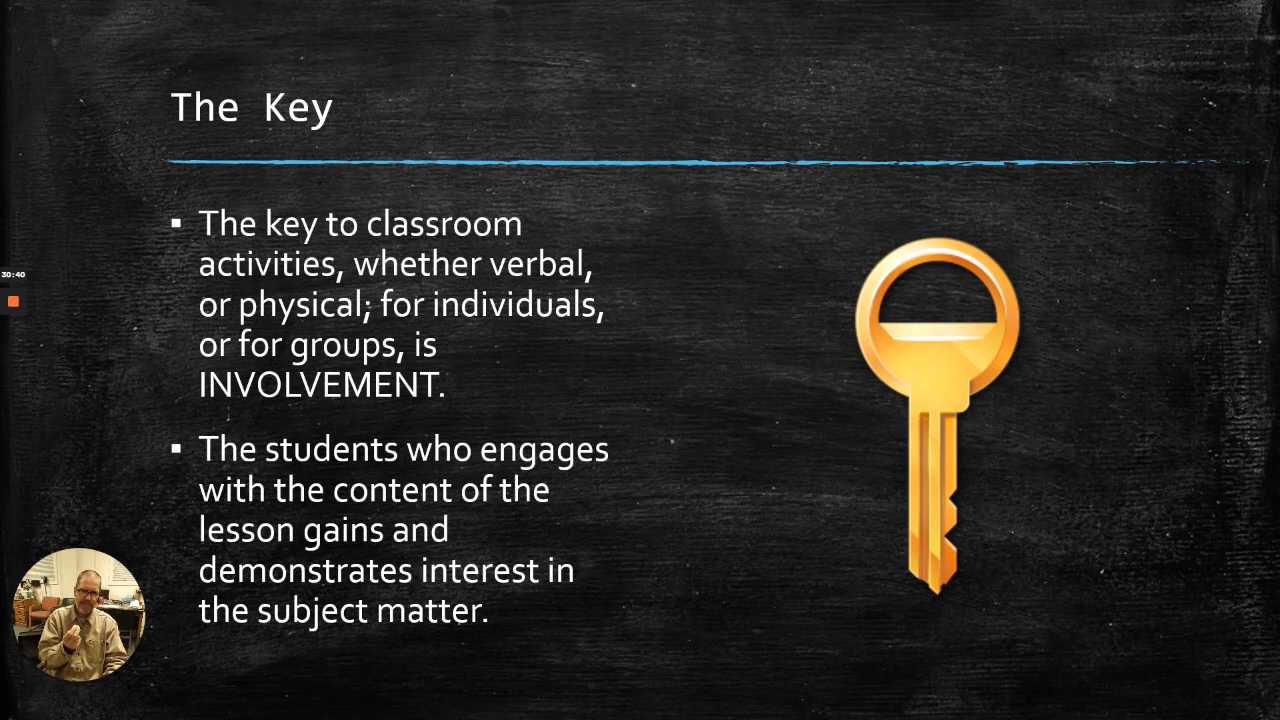 The Key
▪ The key to classroom
activities, whether verbal,
or physical; for individuals,
or for groups, is
INVOLVEMENT.
▪ The students who engages
with the content of the
lesson gains and
demonstrates interest in
the subject matter.
30:40